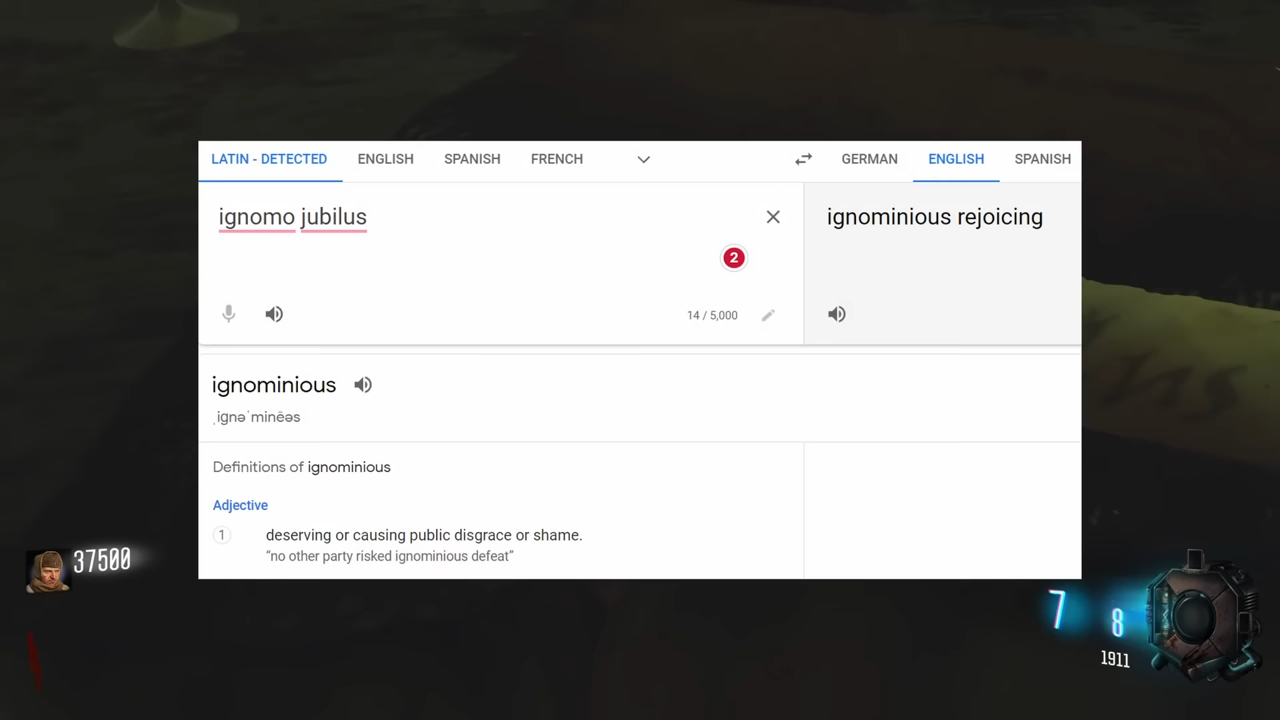 LATIN - DETECTED ENGLISH SPANISH FRENCH GERMAN ENGLISH SPANISH
ignomo jubilus
ignominious rejoicing
2
14 / 5,000
ignominious
ˌignəˈminēəs
Definitions of ignominious
Adjective
1 deserving or causing public disgrace or shame.
“no other party risked ignominious defeat”
37500
7 8
1911